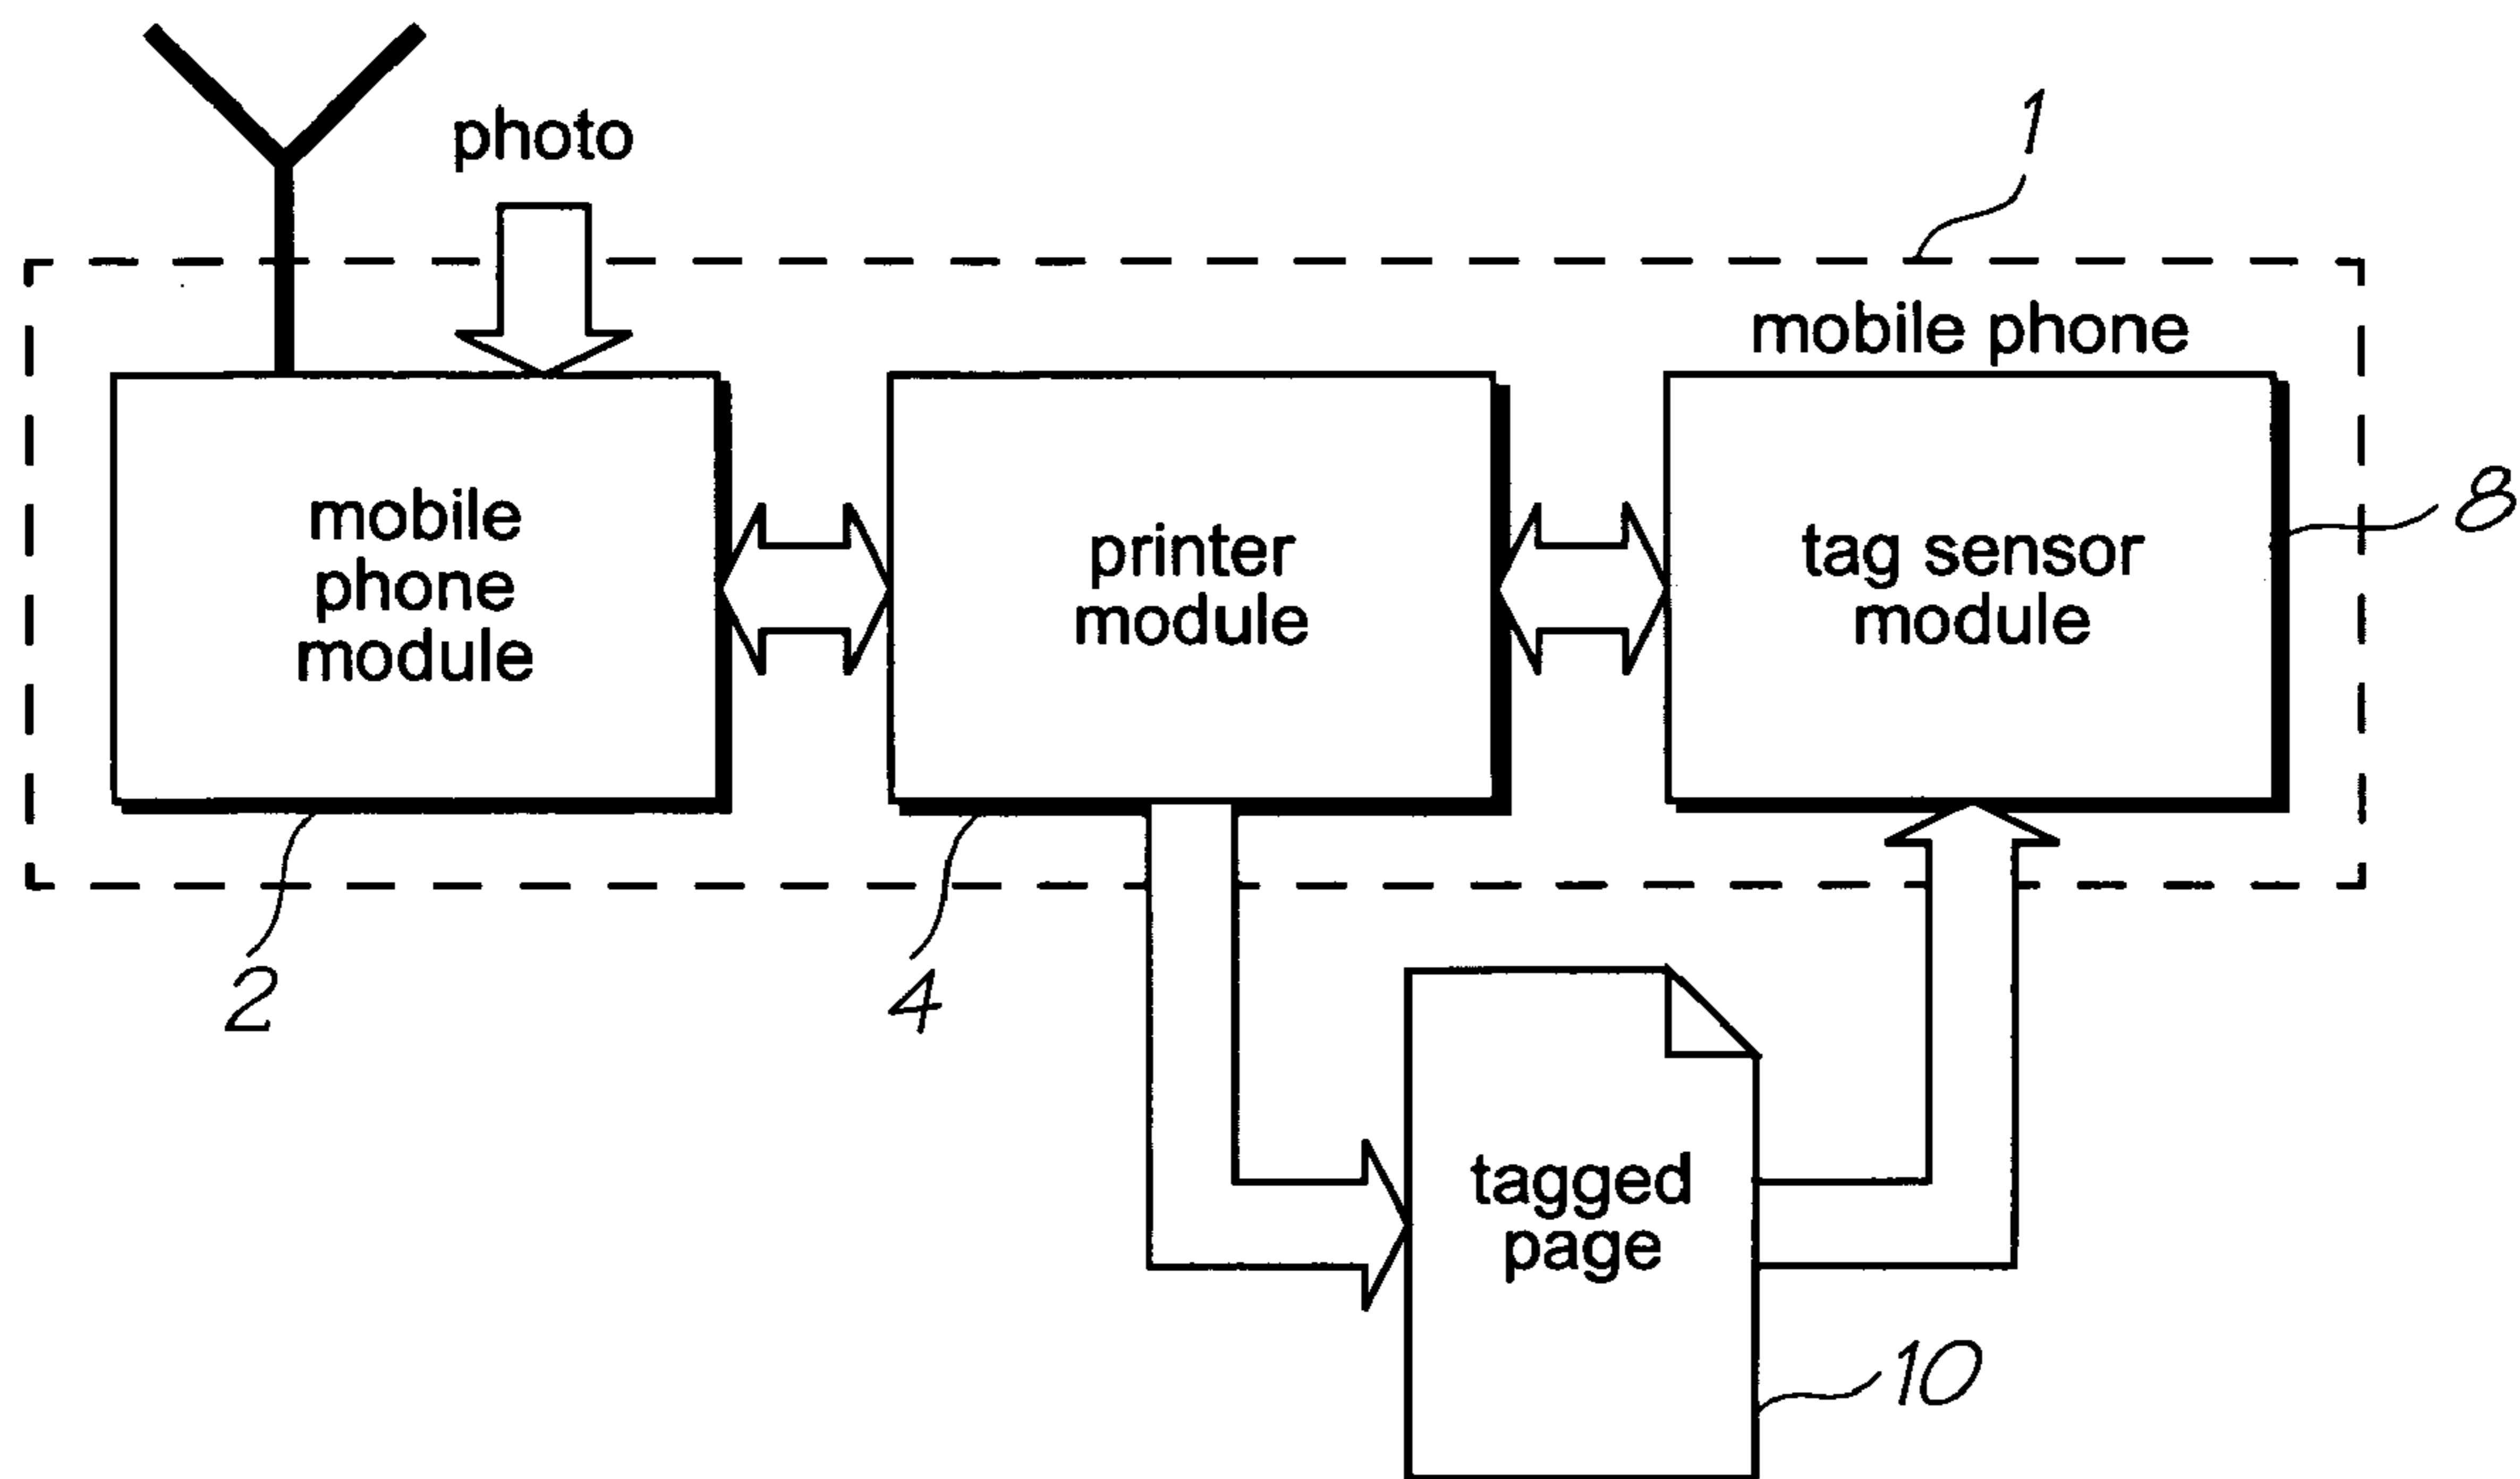 photo
1
mobile phone
mobile
phone
module
printer
module
tag sensor
module
8
2
4
tagged
page
10